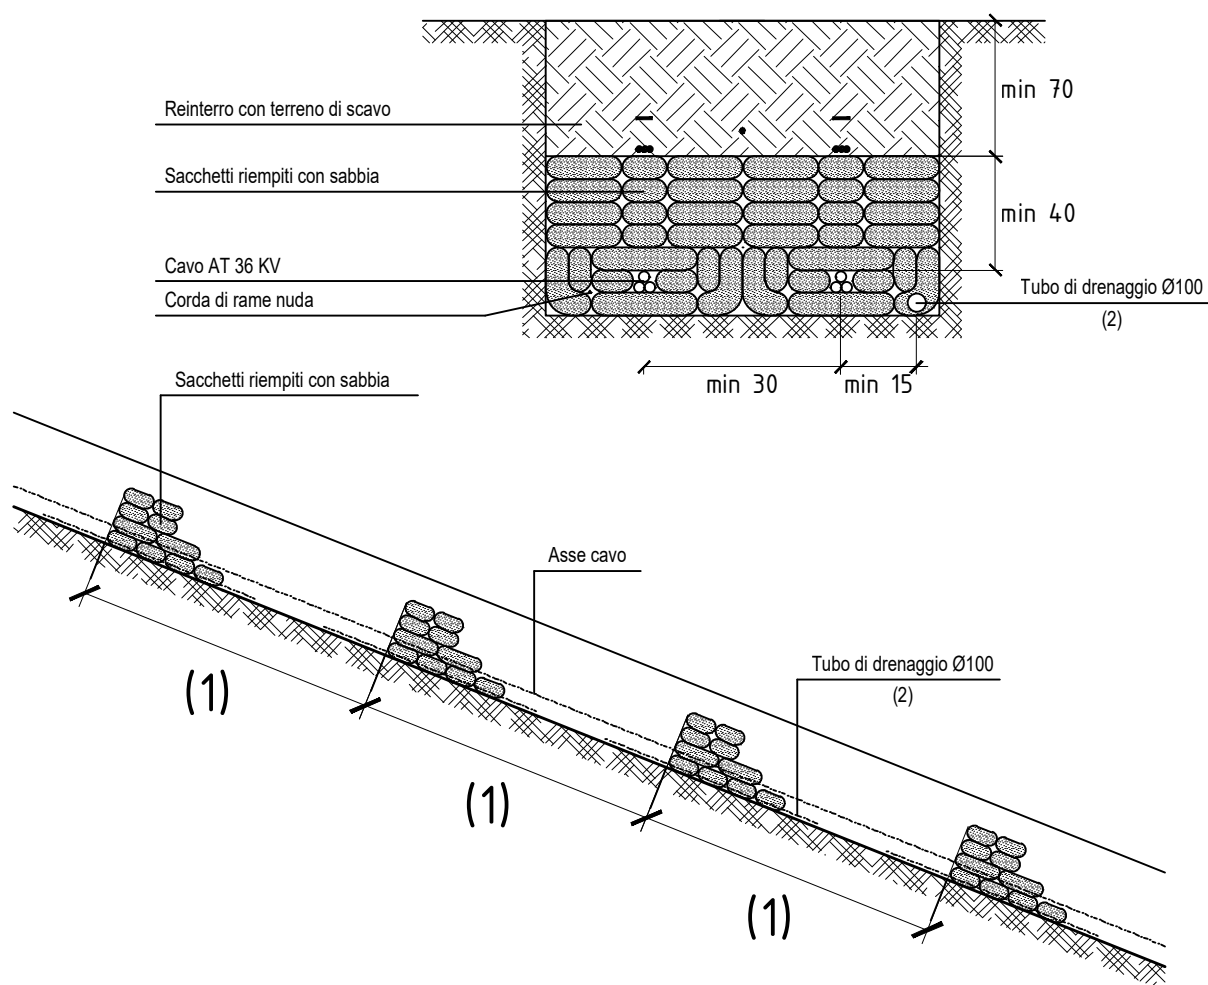 min 70
Reinterro con terreno di scavo
Sacchetti riempiti con sabbia
min 40
Cavo AT 36 KV
Corda di rame nuda
Tubo di drenaggio Ø100
(2)
min 30
min 15
Sacchetti riempiti con sabbia
Asse cavo
Tubo di drenaggio Ø100
(2)
(1)
(1)
(1)